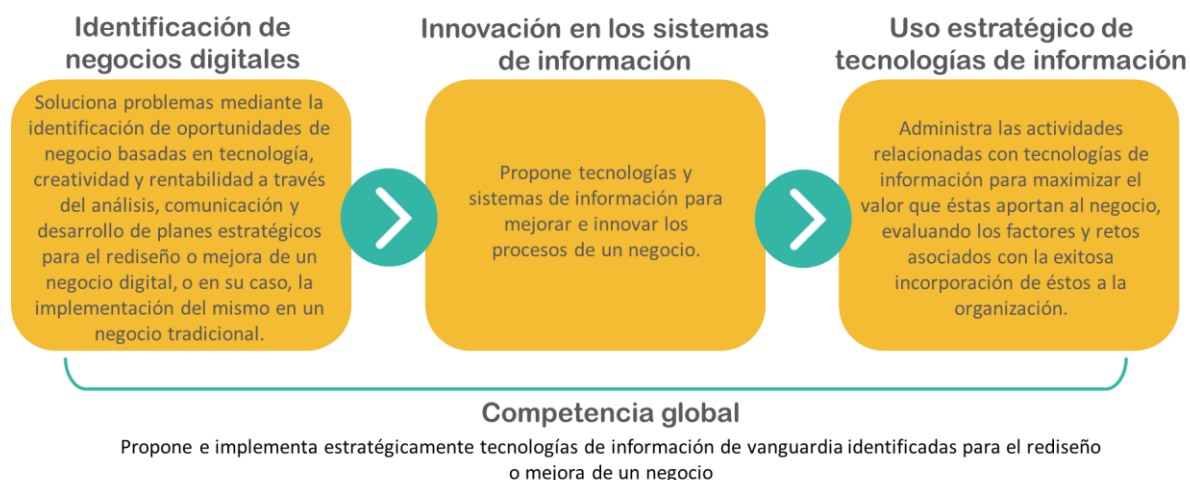 Identificación de
negocios digitales
Soluciona problemas mediante la
identificación de oportunidades de
negocio basadas en tecnología,
creatividad y rentabilidad a través
del análisis, comunicación y
desarrollo de planes estratégicos
para el rediseño o mejora de un
negocio digital, o en su caso, la
implementación del mismo en un
negocio tradicional.
Innovación en los sistemas
de información
Propone tecnologías y
sistemas de información para
mejorar e innovar los
procesos de un negocio.
Uso estratégico de
tecnologías de información
Administra las actividades
relacionadas con tecnologías de
información para maximizar el
valor que éstas aportan al negocio,
evaluando los factores y retos
asociados con la exitosa
incorporación de éstos a la
organización.
Competencia global
Propone e implementa estratégicamente tecnologías de información de vanguardia identificadas para el rediseño
o mejora de un negocio